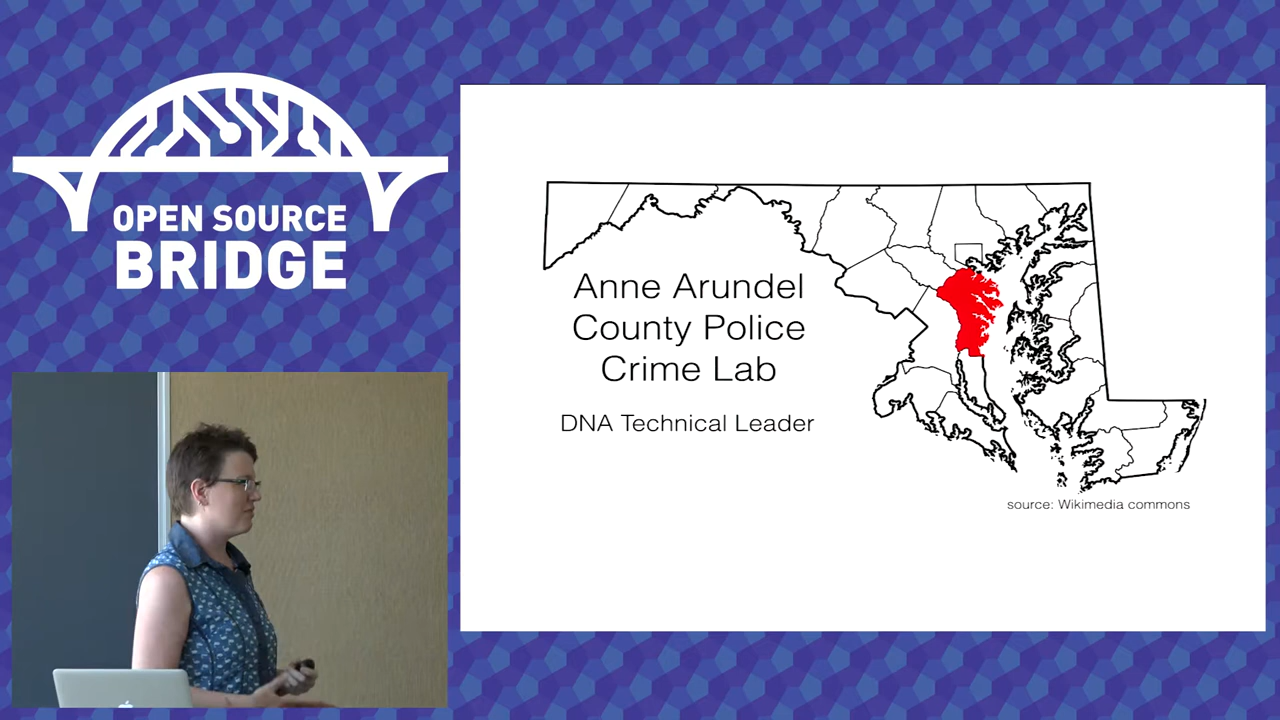 OPEN SOURCE
BRIDGE
Anne Arundel
County Police
Crime Lab
DNA Technical Leader
source: Wikimedia commons